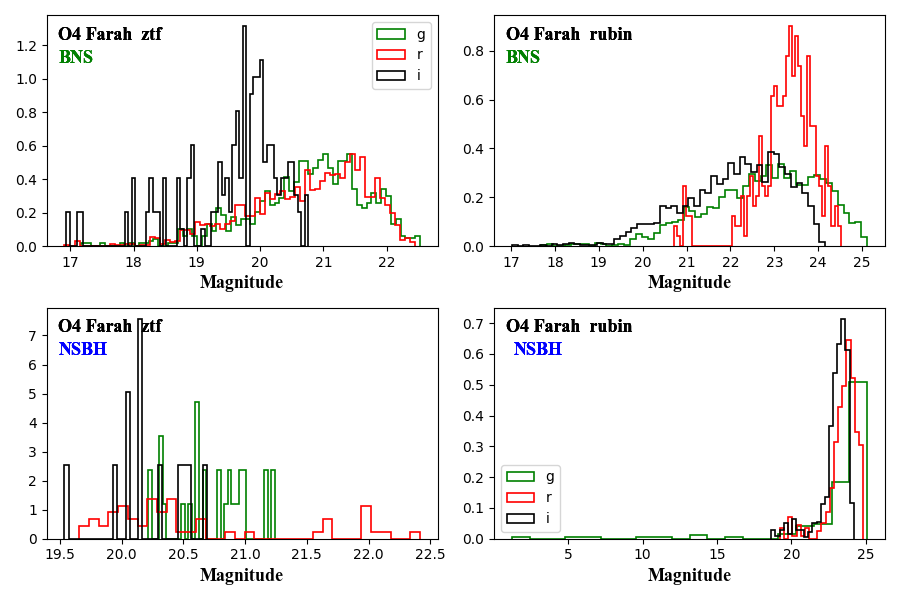 O4 Farah ztf
BNS
g
r
i
0.0
0.2
0.4
0.6
0.8
1.0
1.2
17 18 19 20 21 22
Magnitude
O4 Farah rubin
BNS
0.0
0.2
0.4
0.6
0.8
17 18 19 20 21 22 23 24 25
Magnitude
O4 Farah ztf
NSBH
0
1
2
3
4
5
6
7
19.5 20.0 20.5 21.0 21.5 22.0 22.5
Magnitude
O4 Farah rubin
NSBH
g
r
i
0.0
0.1
0.2
0.3
0.4
0.5
0.6
0.7
5 10 15 20 25
Magnitude